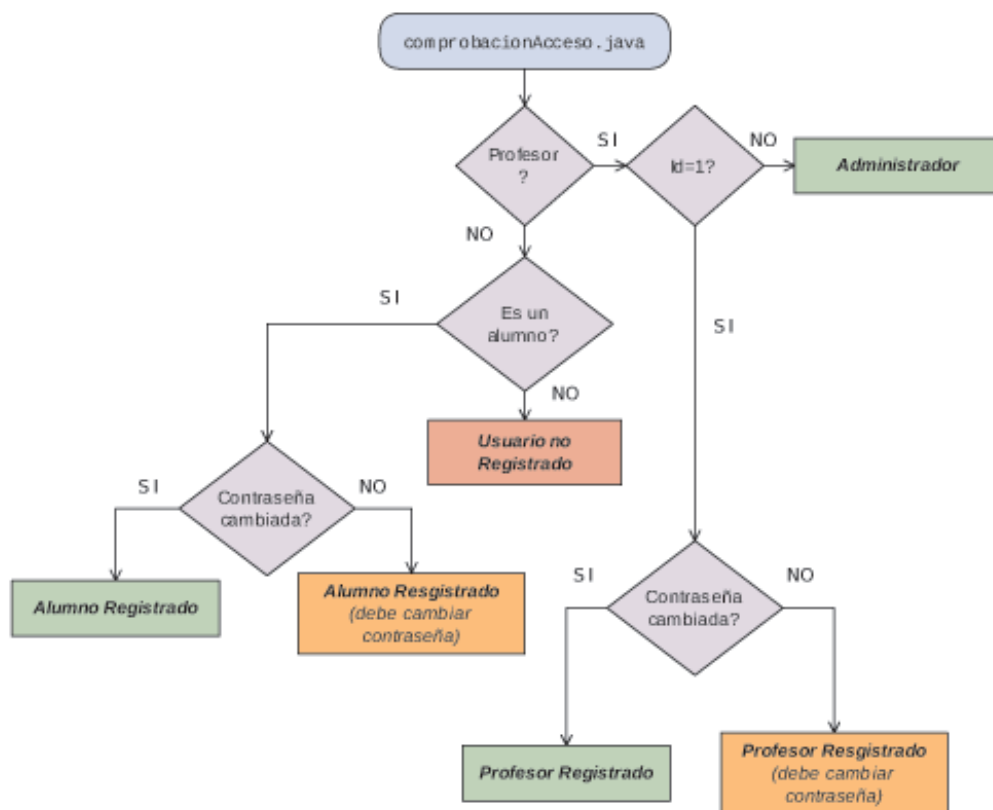 comprobacionAcceso.java
Profesor
?
SI
Id=1?
NO
Administrador
NO
SI
Es un
alumno?
SI
NO
Usuario no
Registrado
SI
Contraseña
cambiada?
NO
Alumno Registrado
Alumno Resgistrado
(debe cambiar
contraseña)
SI
Contraseña
cambiada?
NO
Profesor Registrado
Profesor Resgistrado
(debe cambiar
contraseña)